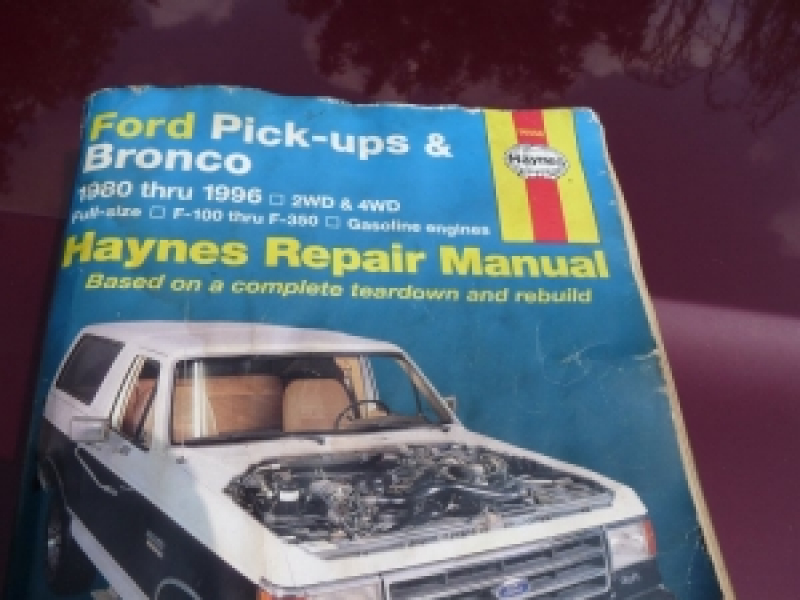 Ford Pick-ups &
Bronco
1980 thru 1996 □ 2WD & 4WD
Full-size □ F-100 thru F-350 □ Gasoline engines
Haynes Repair Manual
Based on a complete teardown and rebuild
Haynes
Ford